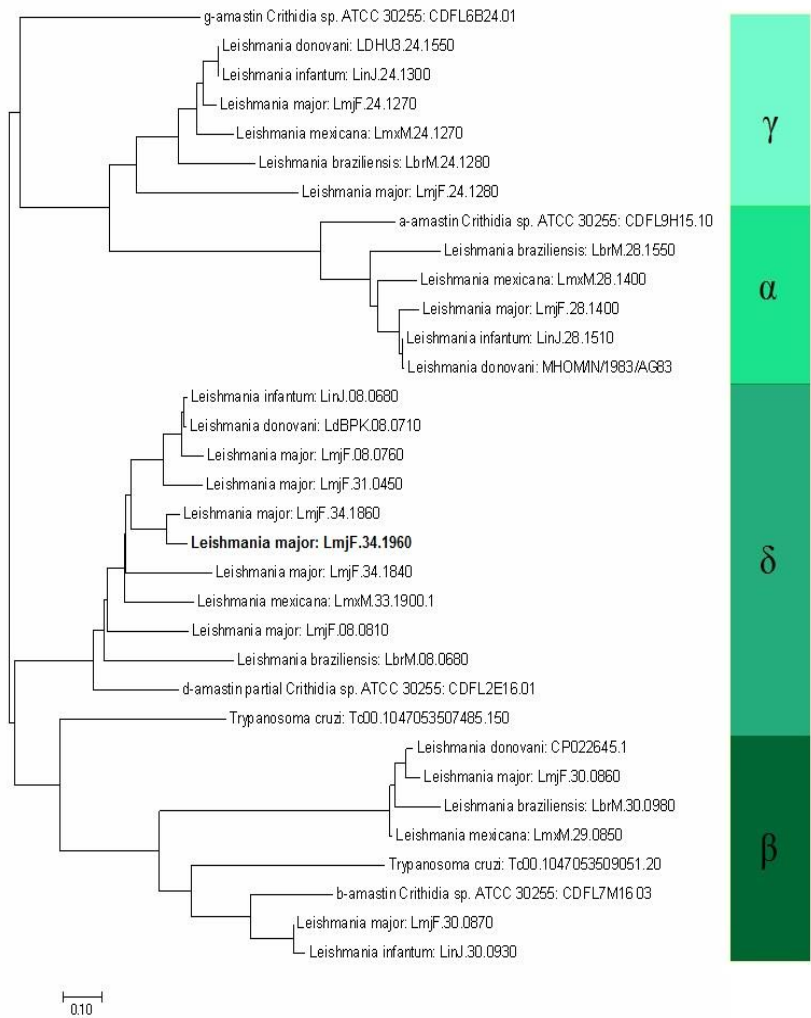 g-amastin Crithidia sp. ATCC 30255: CDFL6B24.01
Leishmania donovani: LDHU3.24.1550
Leishmania infantum: LinJ.24.1300
Leishmania major: LmjF.24.1270
Leishmania mexicana: LmxM.24.1270
Leishmania braziliensis: LbrM.24.1280
Leishmania major: LmjF.24.1280
γ
a-amastin Crithidia sp. ATCC 30255: CDFL9H15.10
Leishmania braziliensis: LbrM.28.1550
Leishmania mexicana: LmxM.28.1400
Leishmania major: LmjF.28.1400
Leishmania infantum: LinJ.28.1510
Leishmania donovani: MHOM/IN/1983/AG83
α
Leishmania infantum: LinJ.08.0680
Leishmania donovani: LdBPK.08.0710
Leishmania major: LmjF.08.0760
Leishmania major: LmjF.31.0450
Leishmania major: LmjF.34.1860
Leishmania major: LmjF.34.1960
Leishmania major: LmjF.34.1840
Leishmania mexicana: LmxM.33.1900.1
Leishmania major: LmjF.08.0810
Leishmania braziliensis: LbrM.08.0680
d-amastin partial Crithidia sp. ATCC 30255: CDFL2E16.01
Trypanosoma cruzi: Tc00.1047053507485.150
δ
Leishmania donovani: CP022645.1
Leishmania major: LmjF.30.0860
Leishmania braziliensis: LbrM.30.0980
Leishmania mexicana: LmxM.29.0850
Trypanosoma cruzi: Tc00.1047053509051.20
b-amastin Crithidia sp. ATCC 30255: CDFL7M16 03
Leishmania major: LmjF.30.0870
Leishmania infantum: LinJ.30.0930
β
0.10